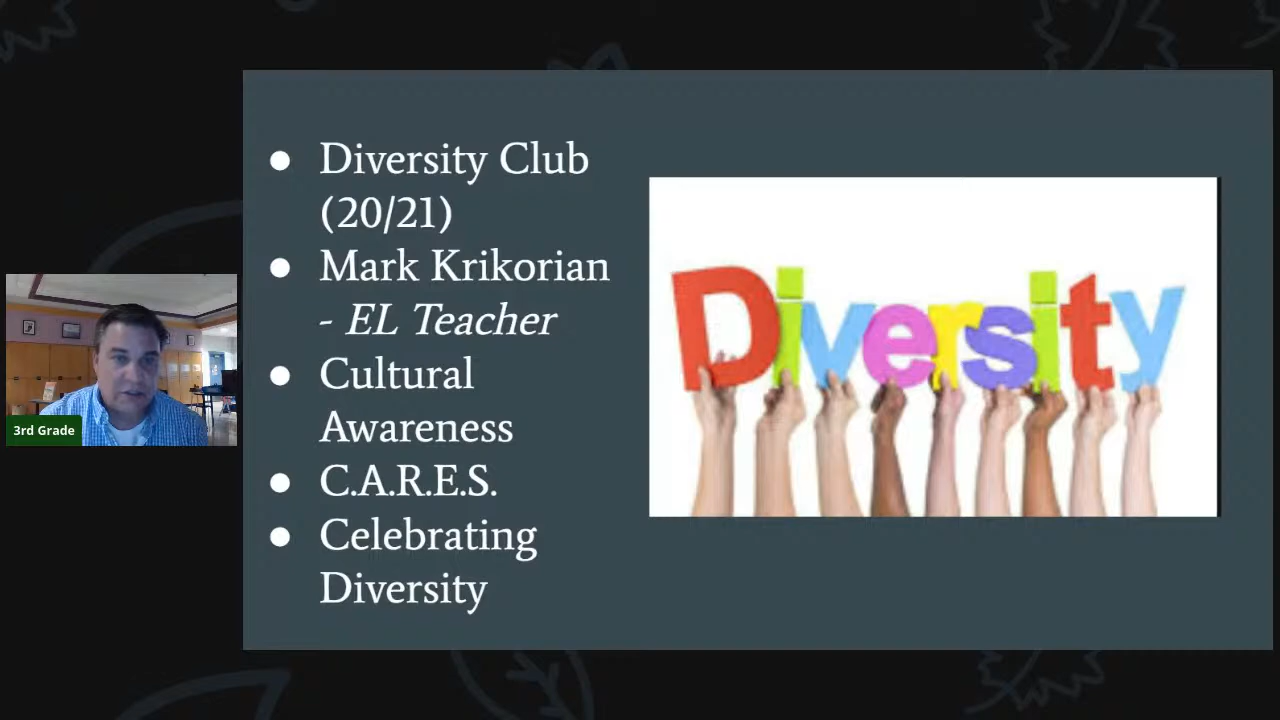 Diversity Club
(20/21)
Mark Krikorian
- EL Teacher
Cultural
Awareness
C.A.R.E.S.
Celebrating
Diversity
Diversity
3rd Grade